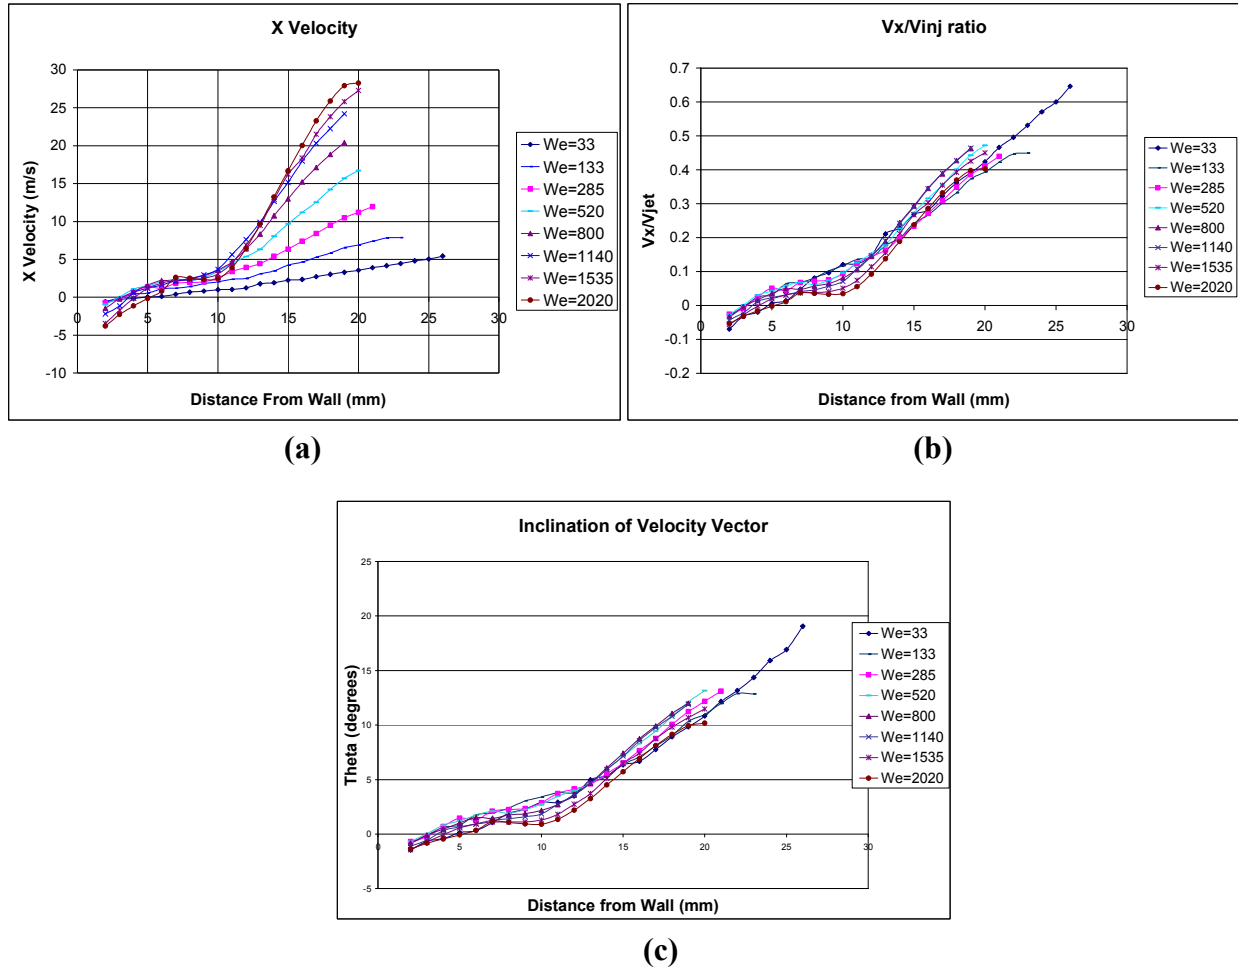 X Velocity
X Velocity (m/s)
30
25
20
15
10
5
0
-5
-10
0 5 10 15 20 25 30
Distance From Wall (mm)
We=33
We=133
We=285
We=520
We=800
We=1140
We=1535
We=2020
(a)
Vx/Vinj ratio
Vx/Vjet
0.7
0.6
0.5
0.4
0.3
0.2
0.1
0
-0.1
-0.2
0 5 10 15 20 25 30
Distance from Wall (mm)
We=33
We=133
We=285
We=520
We=800
We=1140
We=1535
We=2020
(b)
Inclination of Velocity Vector
Theta (degrees)
25
20
15
10
5
0
-5
0 5 10 15 20 25 30
Distance from Wall (mm)
We=33
We=133
We=285
We=520
We=800
We=1140
We=1535
We=2020
(c)